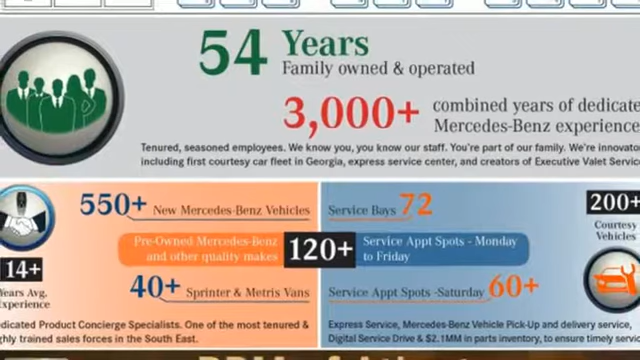 54 Years
Family owned & operated
3,000+ combined years of dedicate
Mercedes-Benz experience
Tenured, seasoned employees. We know you, you know our staff. You're part of our family. We're innovator
including first courtesy car fleet in Georgia, express service center, and creators of Executive Valet Servic
550+ New Mercedes-Benz Vehicles
Pre-Owned Mercedes-Benz
and other quality makes
120+
40+ Sprinter & Metris Vans
14+
Years Avg.
Experience
edicated Product Concierge Specialists. One of the most tenured &
ghly trained sales forces in the South East.
Service Bays 72
Service Appt Spots - Monday
to Friday
Service Appt Spots -Saturday 60+
200+
Courtesy
Vehicles
Express Service, Mercedes-Benz Vehicle Pick-Up and delivery service,
Digital Service Drive & $2.1MM in parts inventory, to ensure timely servic